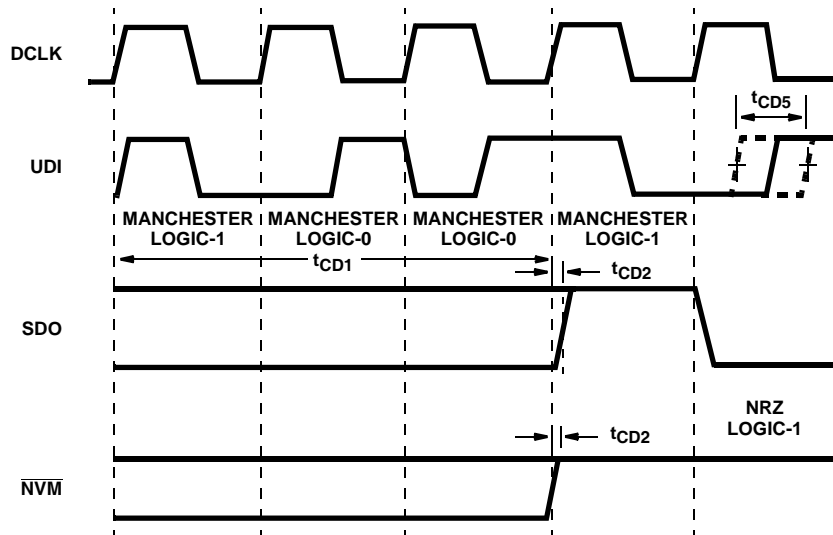 DCLK
tCD5
UDI
MANCHESTER LOGIC-1
MANCHESTER LOGIC-0
MANCHESTER LOGIC-0
MANCHESTER LOGIC-1
tCD1
tCD2
SDO
NRZ
LOGIC-1
tCD2
NVM